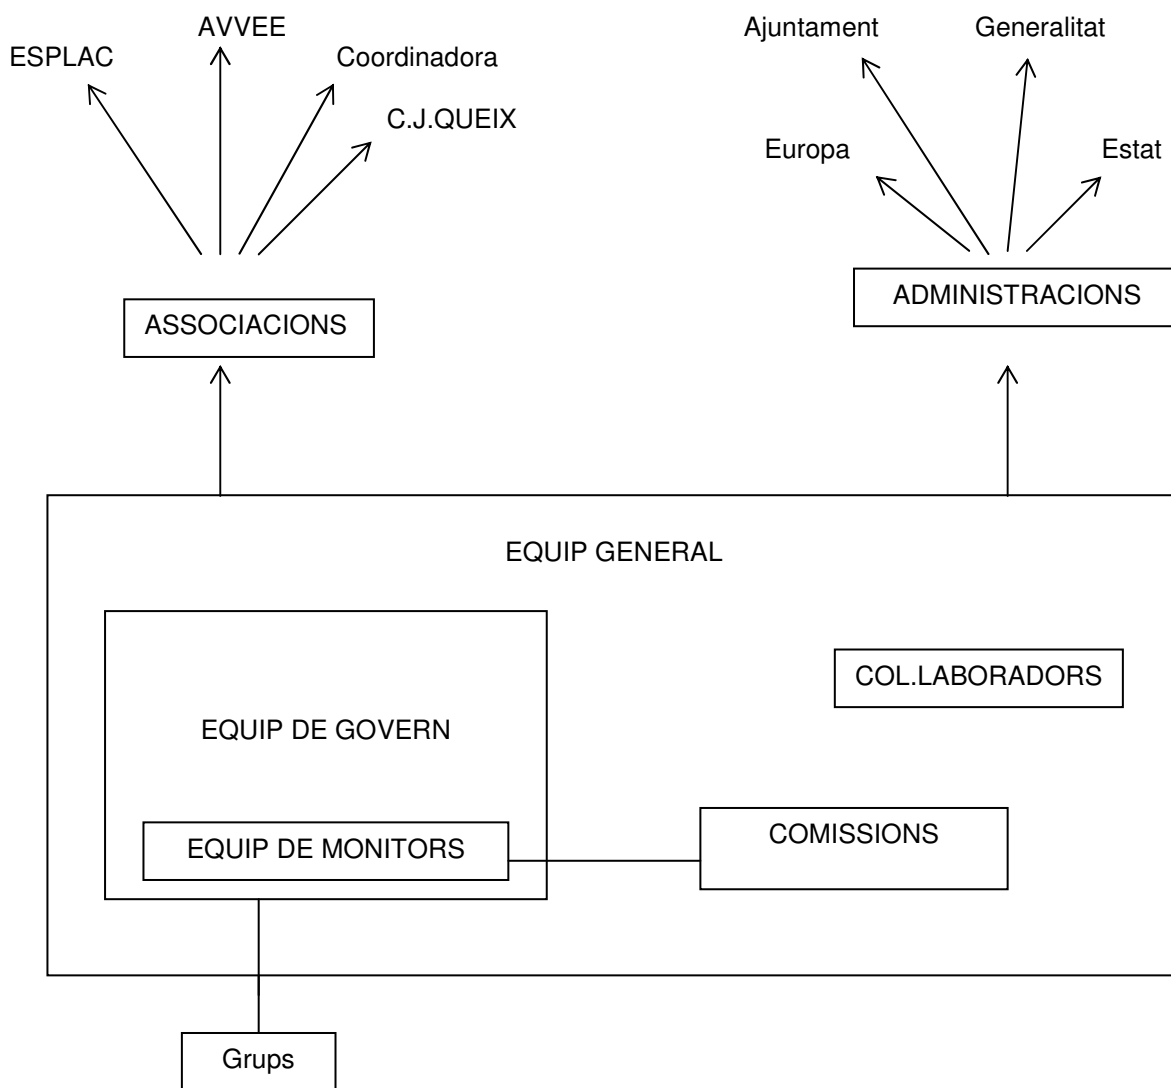 AVVEE
Ajuntament
Generalitat
ESPLAC
Coordinadora
C.J.QUEIX
Europa
Estat
ASSOCIACIONS
ADMINISTRACIONS
EQUIP GENERAL
COL.LABORADORS
EQUIP DE GOVERN
EQUIP DE MONITORS
COMISSIONS
Grups